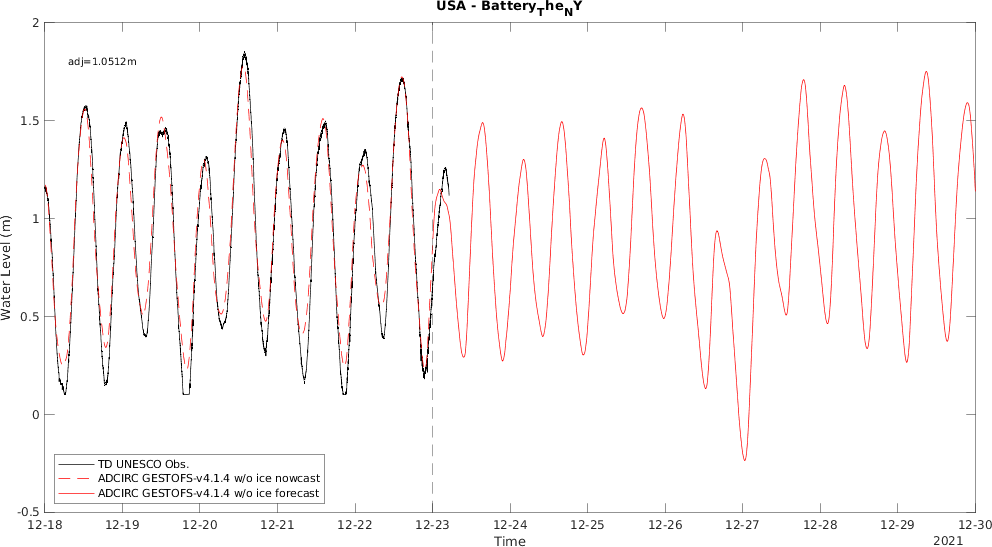 USA - Battery_The_NY
2
adj=1.0512m
1.5
1
0.5
0
-0.5
Water Level (m)
TD UNESCO Obs.
ADCIRC GESTOFS-v4.1.4 w/o ice nowcast
ADCIRC GESTOFS-v4.1.4 w/o ice forecast
12-18 12-19 12-20 12-21 12-22 12-23 12-24 12-25 12-26 12-27 12-28 12-29 12-30
Time
2021